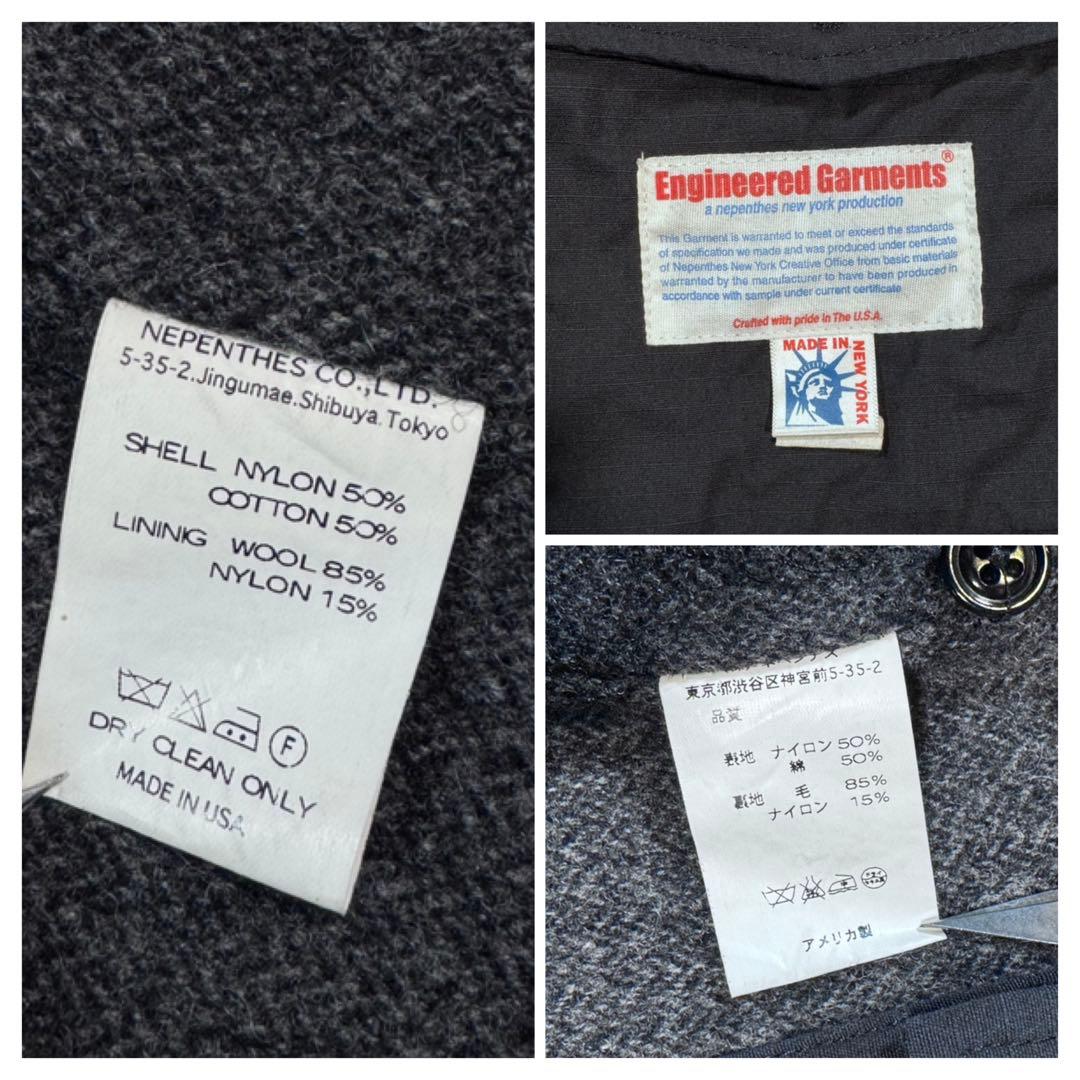 NEPENTHES CO.,LTD.
5-35-2.Jingumae.Shibuya.Tokyo
SHELL NYLON 50%
COTTON 50%
LININIG WOOL 85%
NYLON 15%
F
DRY CLEAN ONLY
MADE IN USA
Engineered Garments®
a nepenthes new york production
This Garment is warranted to meet or exceed the standards
of specification we made and was produced under certificate
of Nepenthes New York Creative Office from basic materials
warranted by the manufacturer to have been produced in
accordance with sample under current certificate
Crafted with pride in The U.S.A.
MADE IN
NEW YORK
東京都渋谷区神宮前5-35-2
品質
表地 ナイロン 50%
綿 50%
裏地 毛 85%
ナイロン 15%
アメリカ製